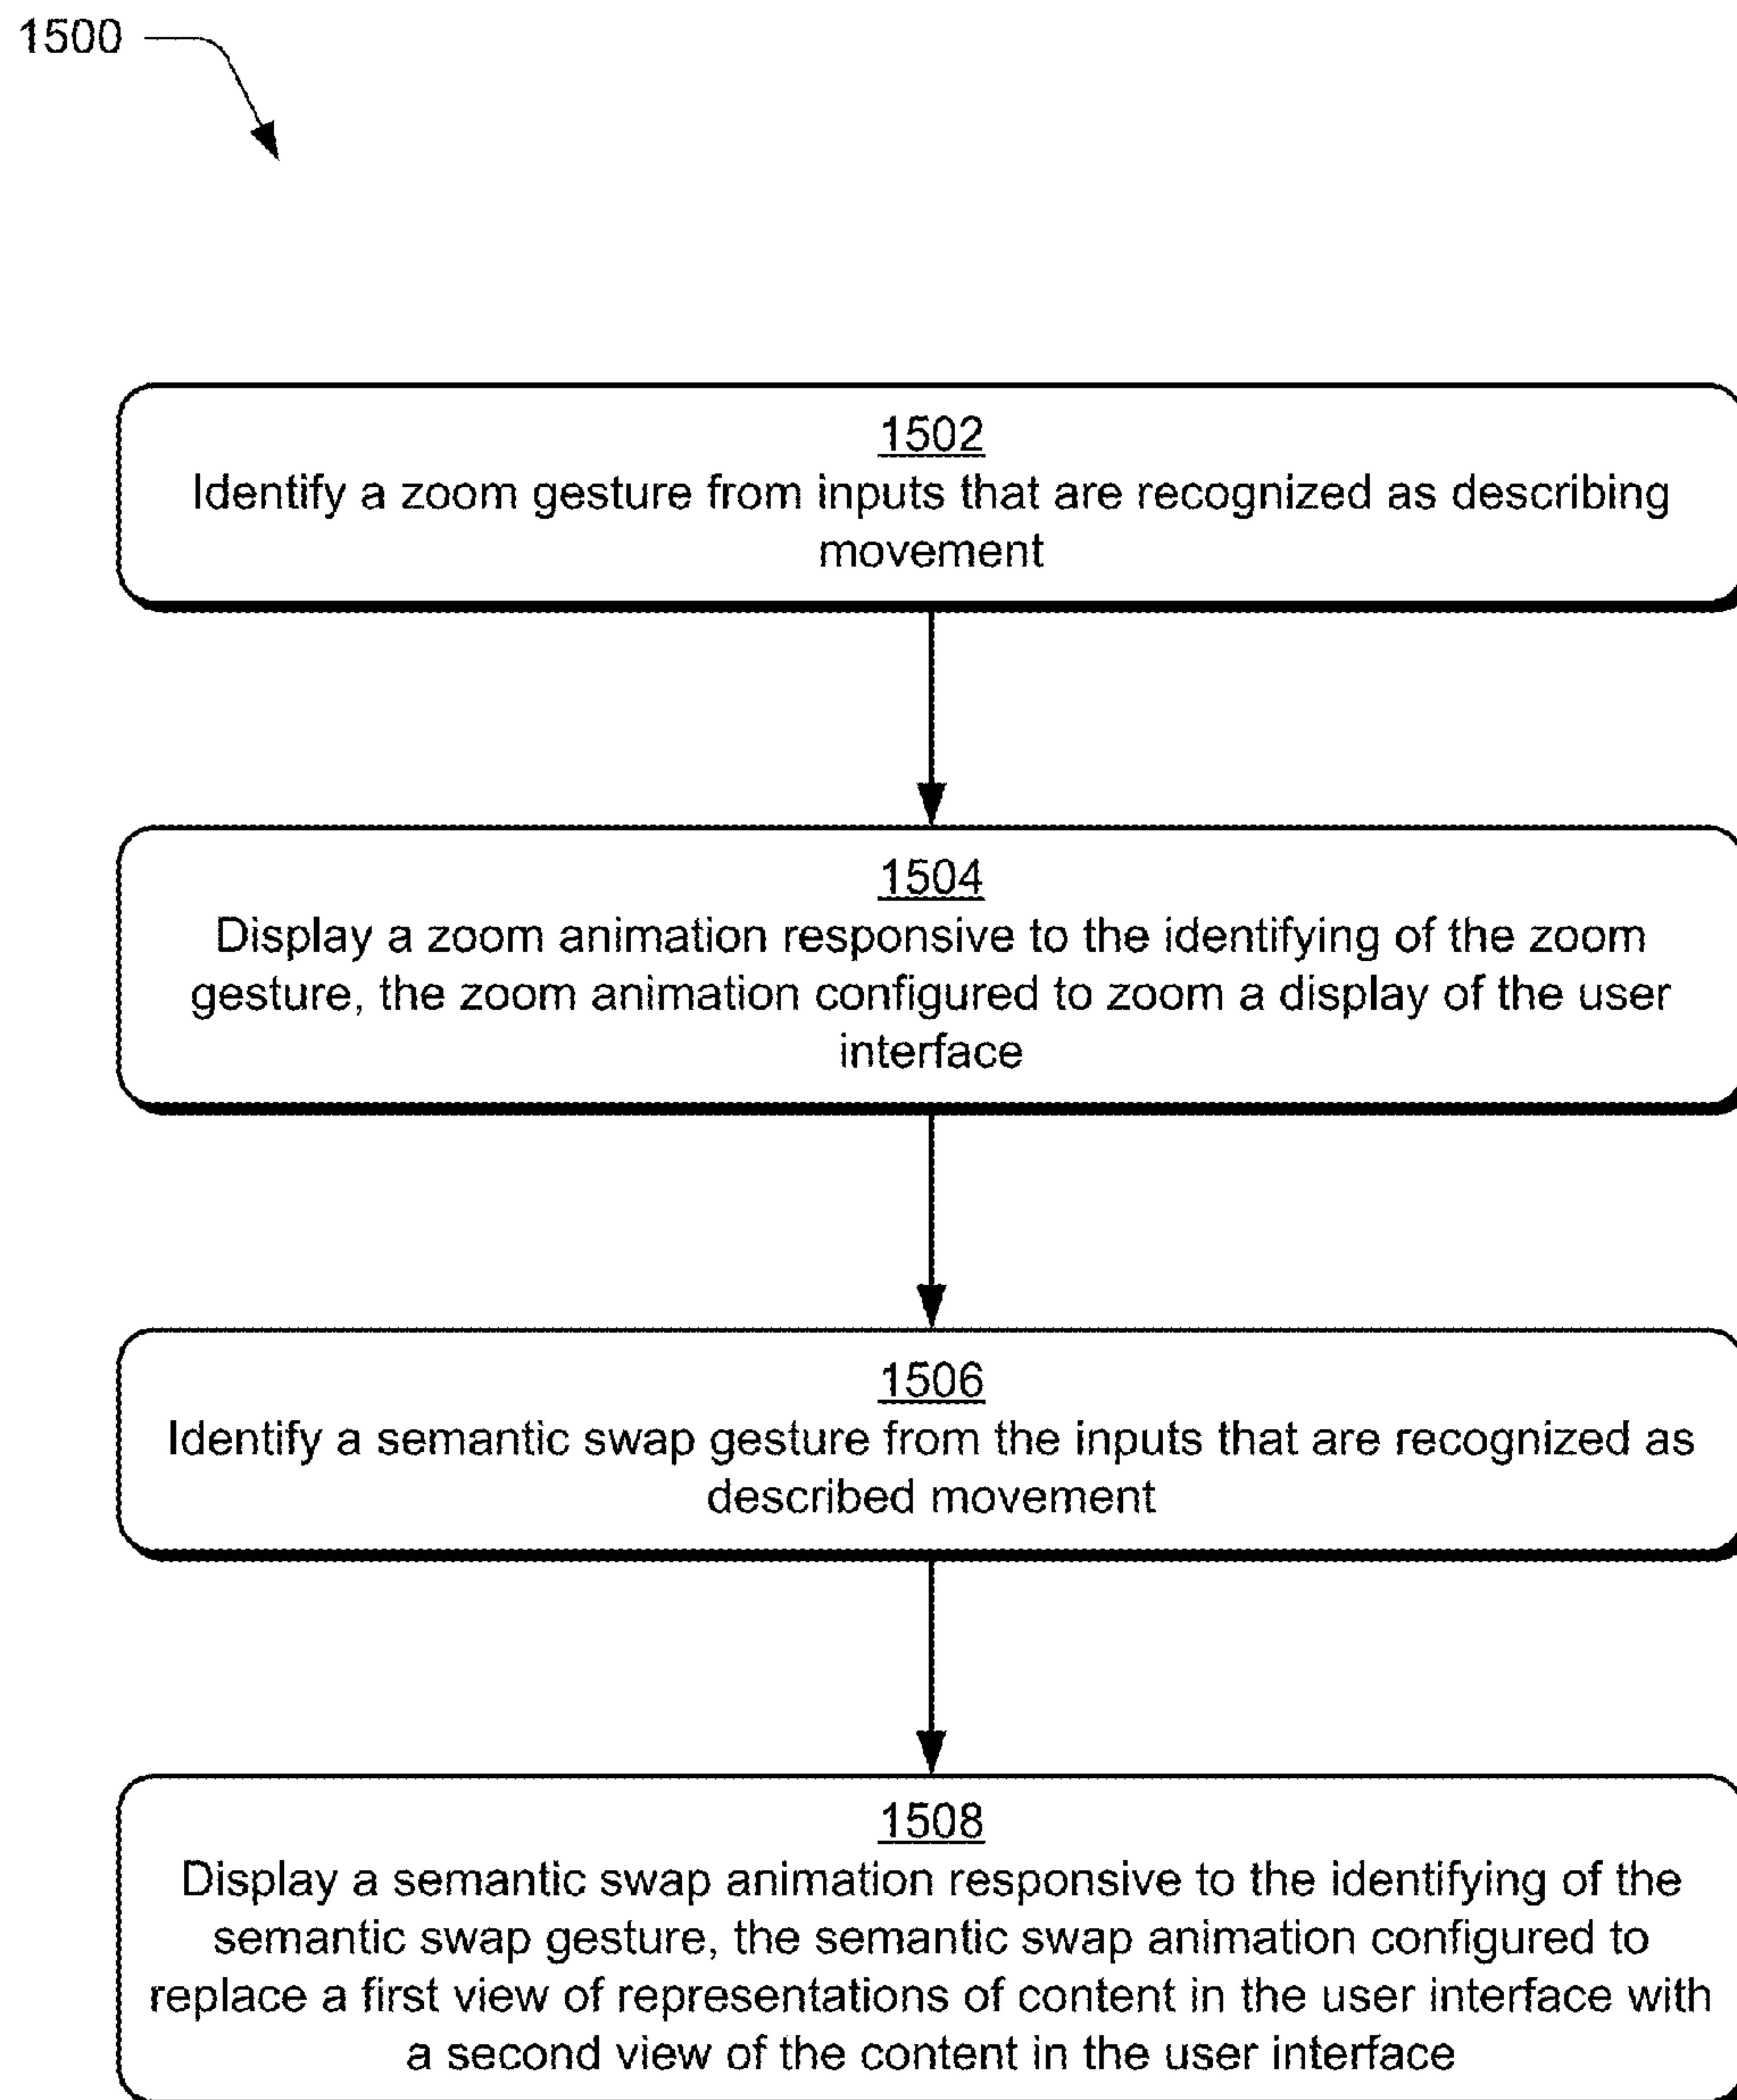 1500
1502
Identify a zoom gesture from inputs that are recognized as describing
movement
1504
Display a zoom animation responsive to the identifying of the zoom
gesture, the zoom animation configured to zoom a display of the user
interface
1506
Identify a semantic swap gesture from the inputs that are recognized as
described movement
1508
Display a semantic swap animation responsive to the identifying of the
semantic swap gesture, the semantic swap animation configured to
replace a first view of representations of content in the user interface with
a second view of the content in the user interface